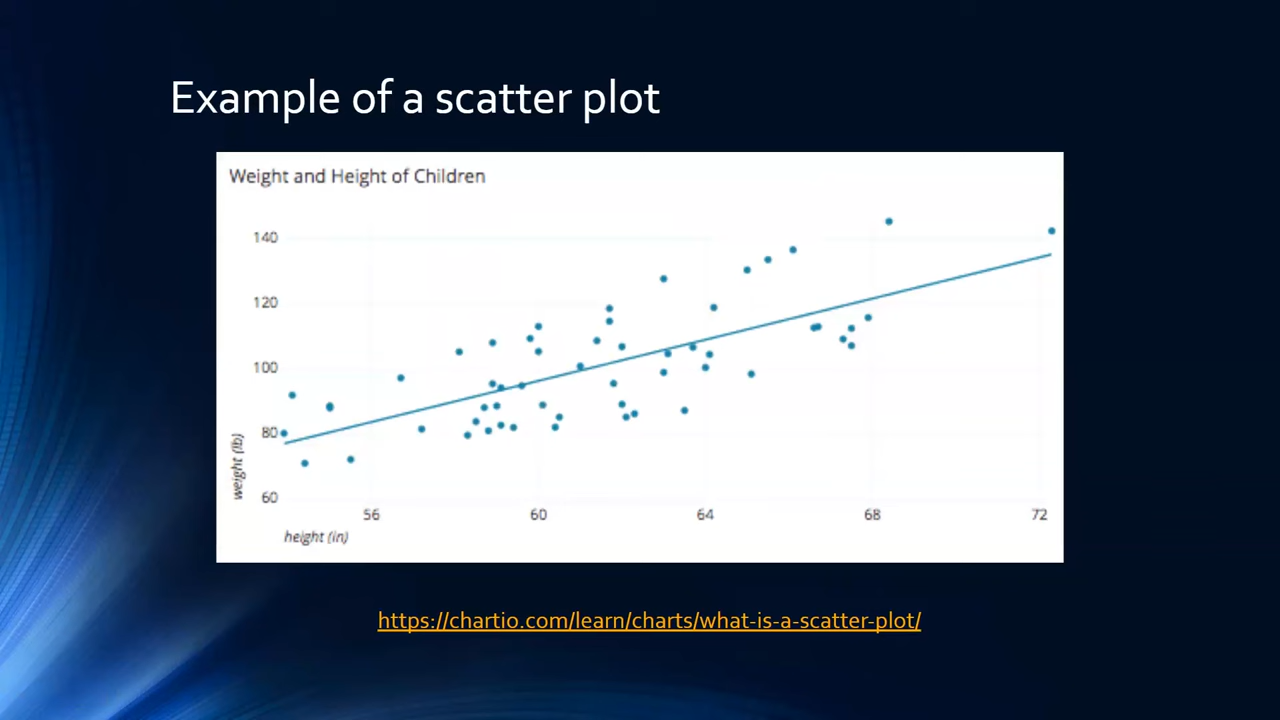 Example of a scatter plot
Weight and Height of Children
140
120
100
80
60
weight (lb)
56 60 64 68 72
height (in)
https://chartio.com/learn/charts/what-is-a-scatter-plot/